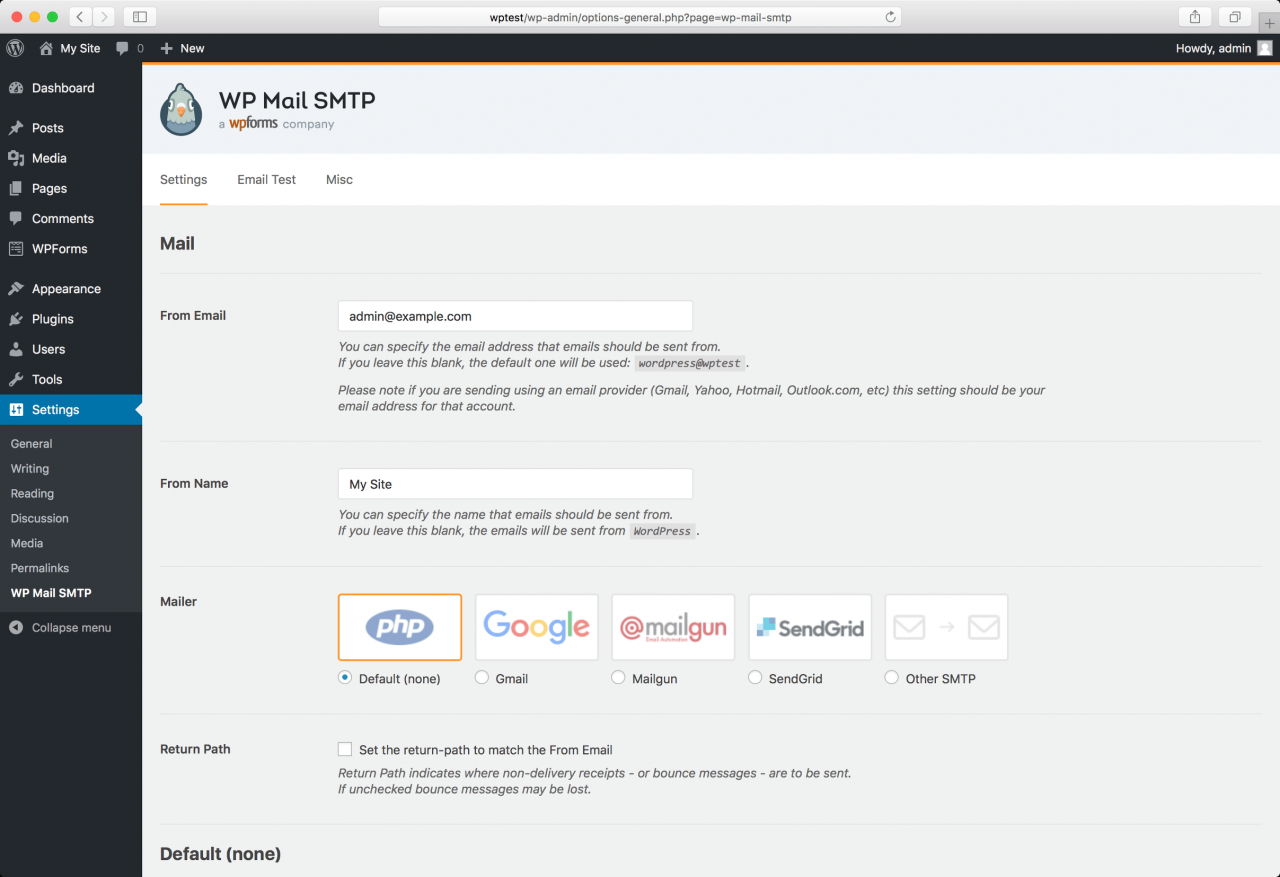 wptest/wp-admin/options-general.php?page=wp-mail-smtp
My Site 0 New Howdy, admin
Dashboard
Posts
Media
Pages
Comments
WPForms
Appearance
Plugins
Users
Tools
Settings
General
Writing
Reading
Discussion
Media
Permalinks
WP Mail SMTP
Collapse menu
WP Mail SMTP
a wpforms company
Settings Email Test Misc
Mail
From Email
admin@example.com
You can specify the email address that emails should be sent from.
If you leave this blank, the default one will be used: wordpress@wptest.
Please note if you are sending using an email provider (Gmail, Yahoo, Hotmail, Outlook.com, etc) this setting should be your
email address for that account.
From Name
My Site
You can specify the name that emails should be sent from.
If you leave this blank, the emails will be sent from WordPress.
Mailer
php Google @mailgun SendGrid
Email Automation
Default (none) Gmail Mailgun SendGrid Other SMTP
Return Path
Set the return-path to match the From Email
Return Path indicates where non-delivery receipts - or bounce messages - are to be sent.
If unchecked bounce messages may be lost.
Default (none)